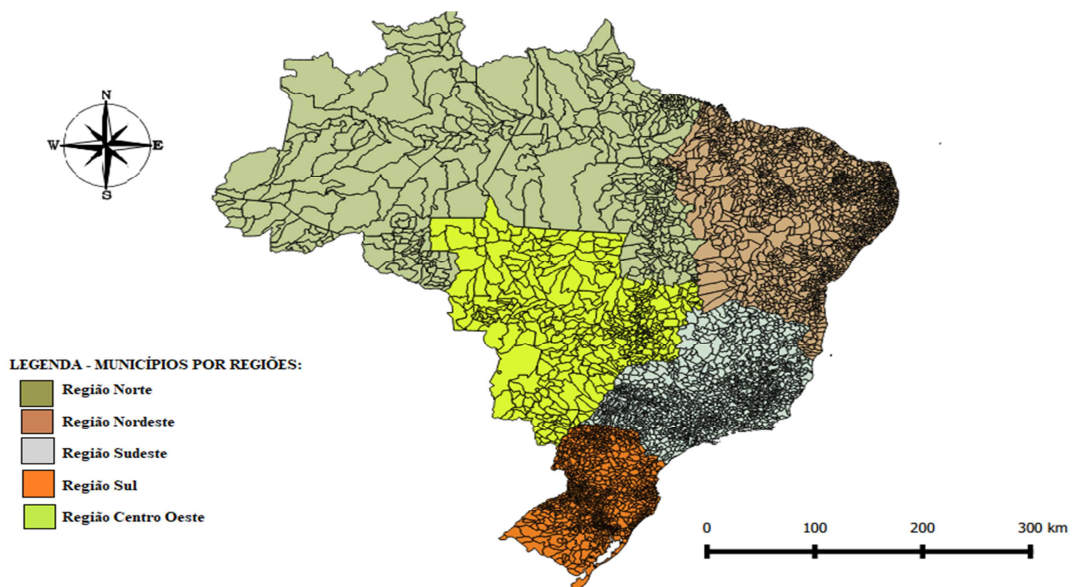 N
W E
S
LEGENDA - MUNICÍPIOS POR REGIÕES:
Região Norte
Região Nordeste
Região Sudeste
Região Sul
Região Centro Oeste
0 100 200 300 km